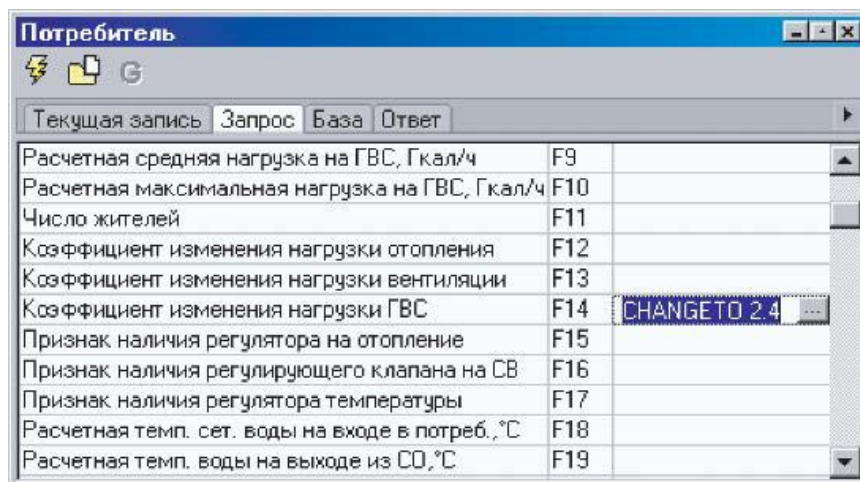 Потребитель
G
Текущая запись Запрос База Ответ
Расчетная средняя нагрузка на ГВС, Гкал/ч F9
Расчетная максимальная нагрузка на ГВС, Гкал/ч F10
Число жителей F11
Коэффициент изменения нагрузки отопления F12
Коэффициент изменения нагрузки вентиляции F13
Коэффициент изменения нагрузки ГВС F14 CHANGETO 2.4 ...
Признак наличия регулятора на отопление F15
Признак наличия регулирующего клапана на СВ F16
Признак наличия регулятора температуры F17
Расчетная темп. сет. воды на входе в потреб.,°С F18
Расчетная темп. воды на выходе из СО,°С F19